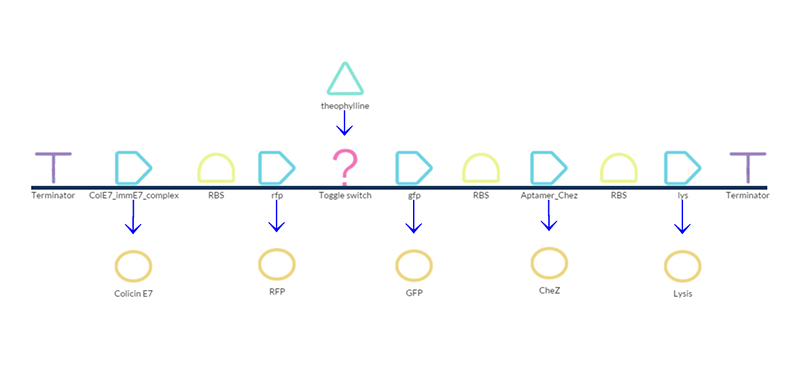 theophylline
?
Terminator
ColE7_immE7_complex
RBS
rfp
Toggle switch
gfp
RBS
Aptamer_Chez
RBS
lys
Terminator
Colicin E7
RFP
GFP
CheZ
Lysis